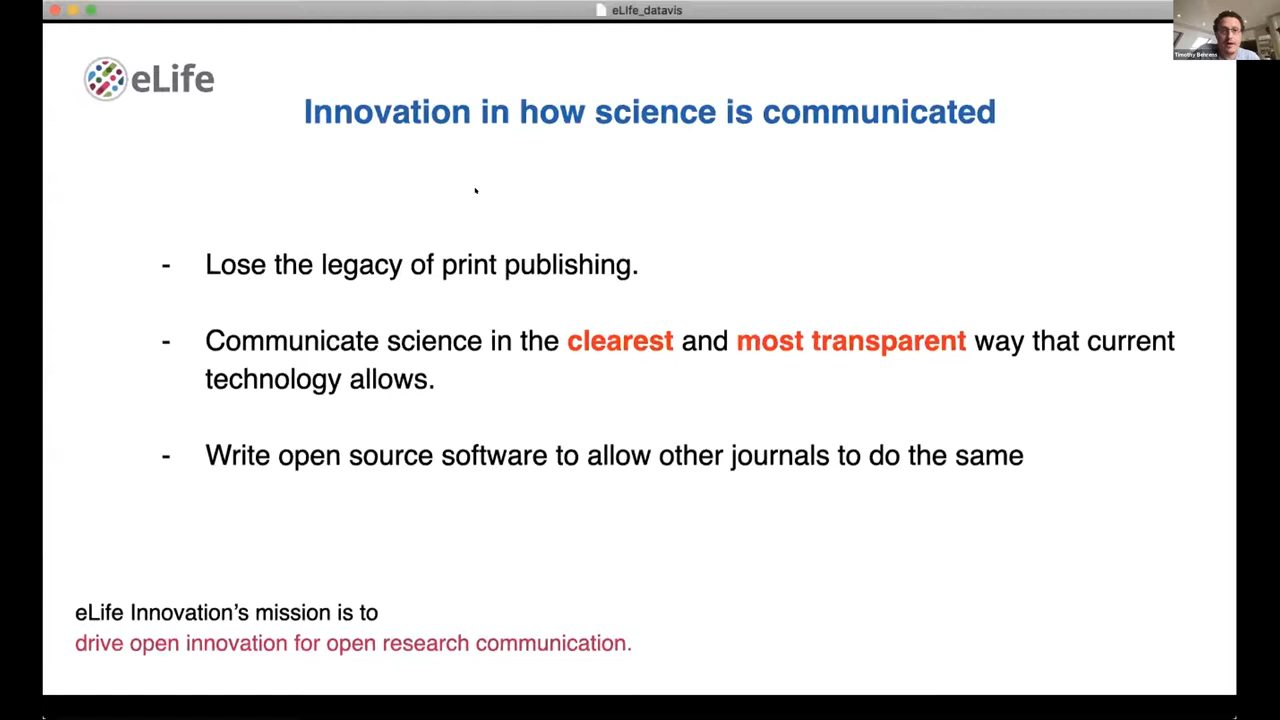 eLife_datavis
Timothy Behrens
eLife
Innovation in how science is communicated
- Lose the legacy of print publishing.
- Communicate science in the clearest and most transparent way that current
technology allows.
- Write open source software to allow other journals to do the same
eLife Innovation's mission is to
drive open innovation for open research communication.